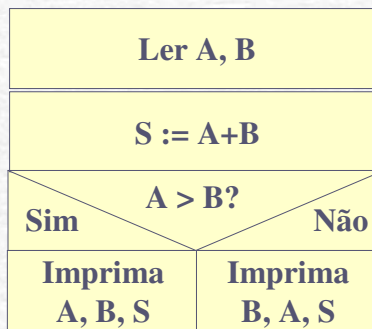 Ler A, B
S := A+B
A > B?
Sim
Não
Imprima
A, B, S
Imprima
B, A, S